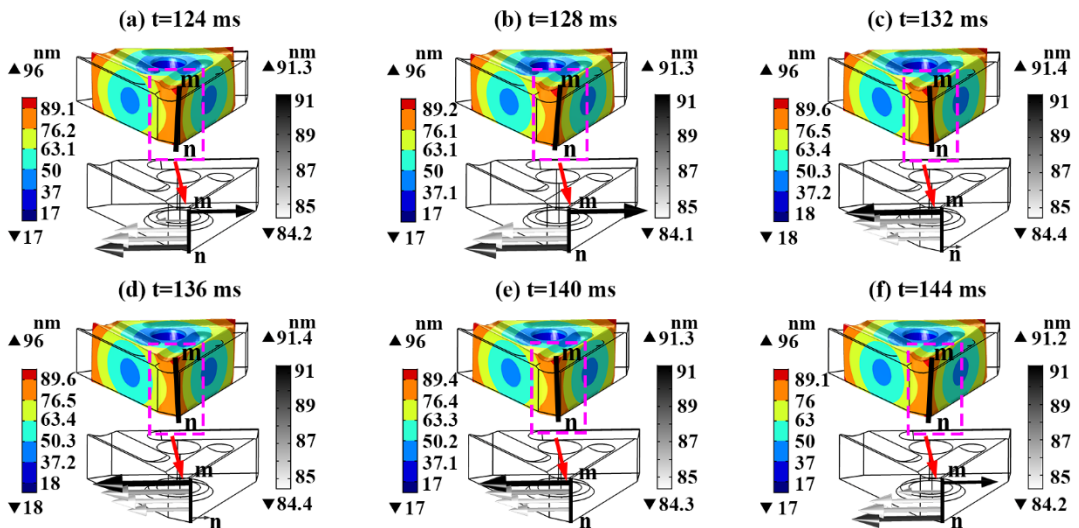 (a) t=124 ms
nm
▲ 96
▲ 91.3
89.1
76.2
63.1
50
37
17
▼ 17
91
89
87
85
▼ 84.2
m
n
m
n
(b) t=128 ms
nm
▲ 96
▲ 91.3
89.2
76.1
63.1
50
37.1
17
▼ 17
91
89
87
85
▼ 84.1
m
n
m
n
(c) t=132 ms
nm
▲ 96
nm
▲ 91.4
89.6
76.5
63.4
50.3
37.2
18
▼ 18
91
89
87
85
▼ 84.4
m
n
m
n
(d) t=136 ms
nm
▲ 96
nm
▲ 91.4
89.6
76.5
63.4
50.3
37.2
18
▼ 18
91
89
87
85
▼ 84.4
m
n
m
n
(e) t=140 ms
nm
▲ 96
nm
▲ 91.3
89.4
76.4
63.3
50.2
37.1
18
▼ 17
91
89
87
85
▼ 84.3
m
n
m
n
(f) t=144 ms
nm
▲ 96
nm
▲ 91.2
89.1
76
63
50
37.1
18
▼ 17
91
89
87
85
▼ 84.2
m
n
m
n